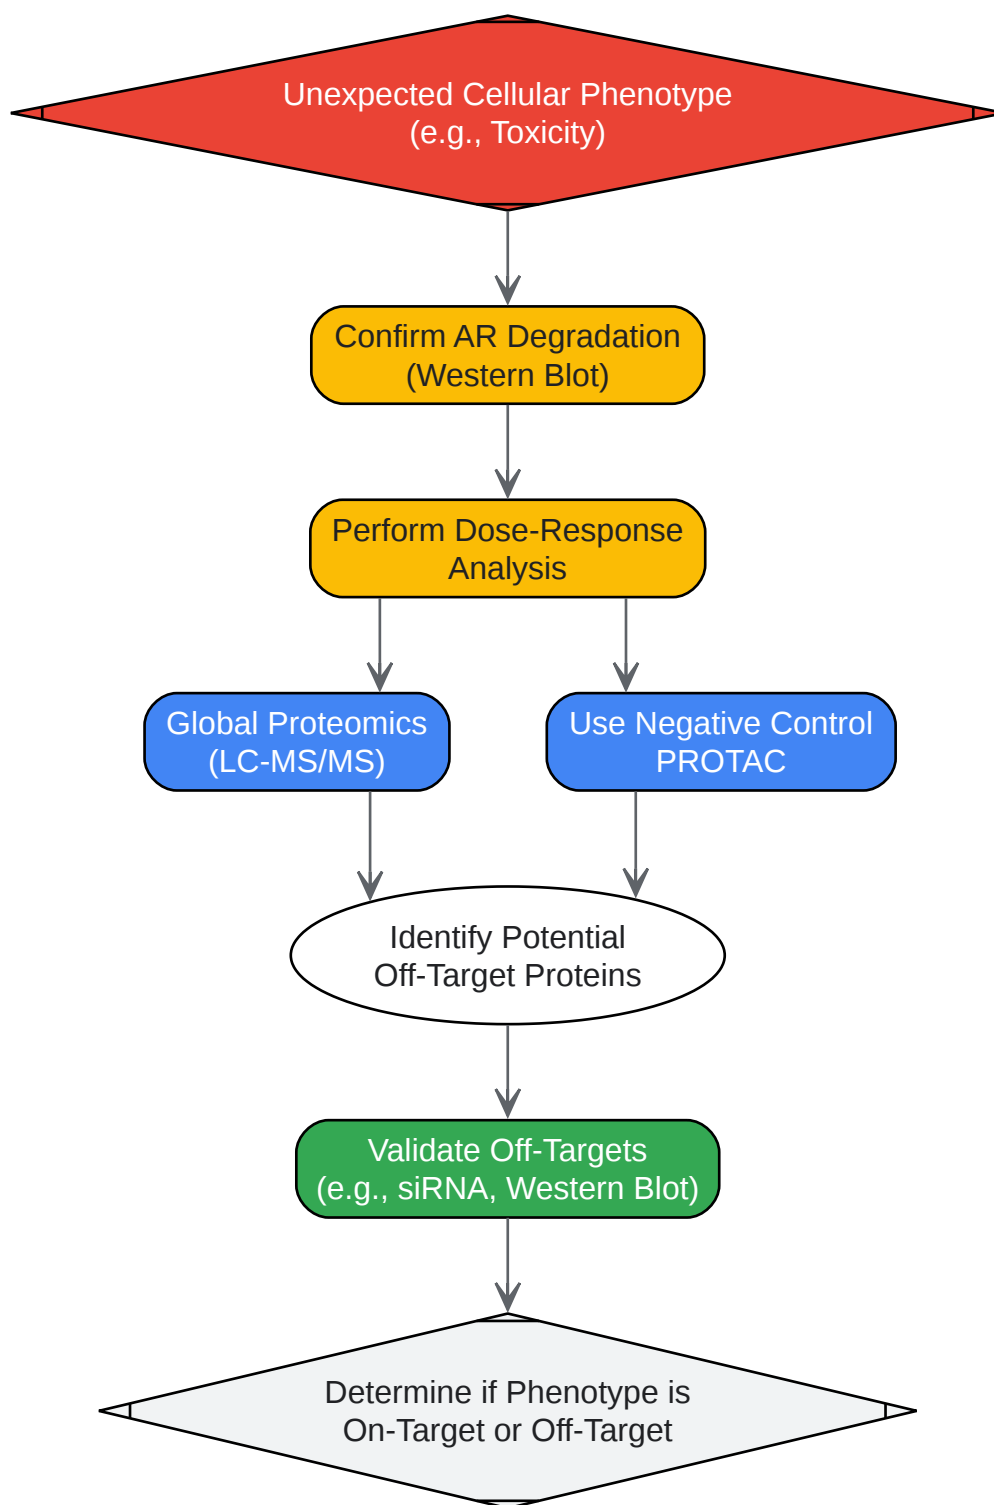 Unexpected Cellular Phenotype
(e.g., Toxicity)
Confirm AR Degradation
(Western Blot)
Perform Dose-Response
Analysis
Global Proteomics
(LC-MS/MS)
Use Negative Control
PROTAC
Identify Potential
Off-Target Proteins
Validate Off-Targets
(e.g., siRNA, Western Blot)
Determine if Phenotype is
On-Target or Off-Target